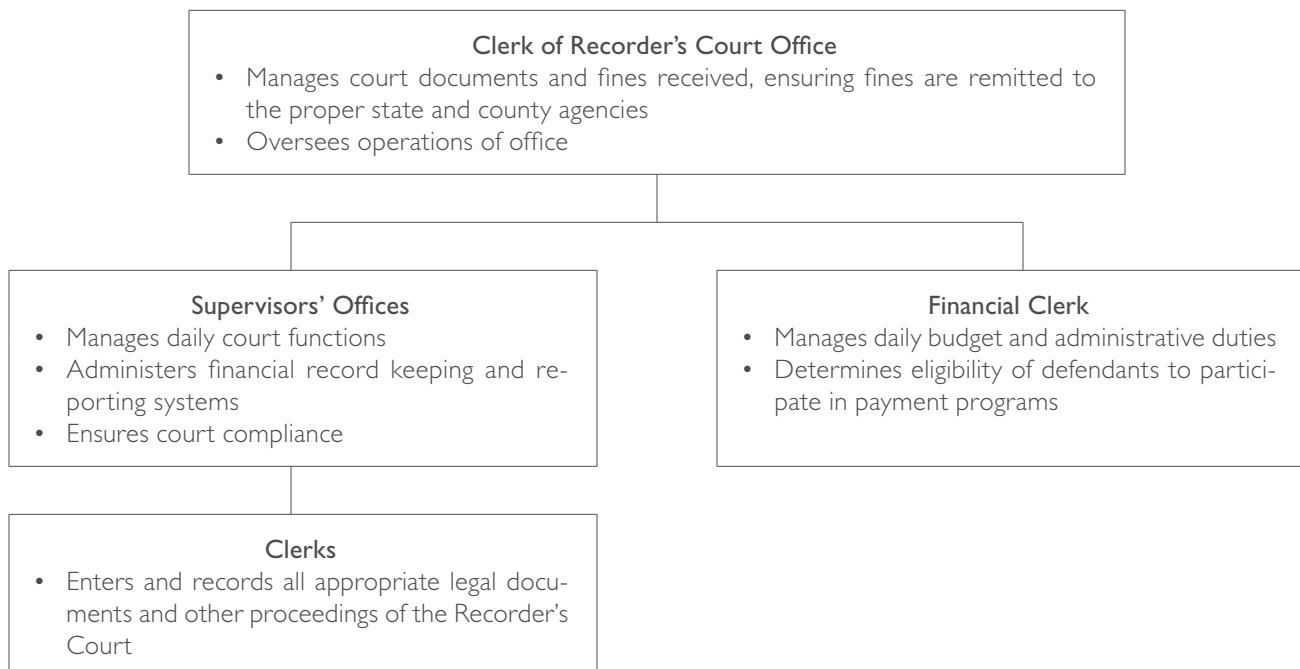 Clerk of Recorder’s Court Office
• Manages court documents and fines received, ensuring fines are remitted to
the proper state and county agencies
• Oversees operations of office
Supervisors’ Offices
• Manages daily court functions
• Administers financial record keeping and re-
porting systems
• Ensures court compliance
Financial Clerk
• Manages daily budget and administrative duties
• Determines eligibility of defendants to partici-
pate in payment programs
Clerks
• Enters and records all appropriate legal docu-
ments and other proceedings of the Recorder’s
Court